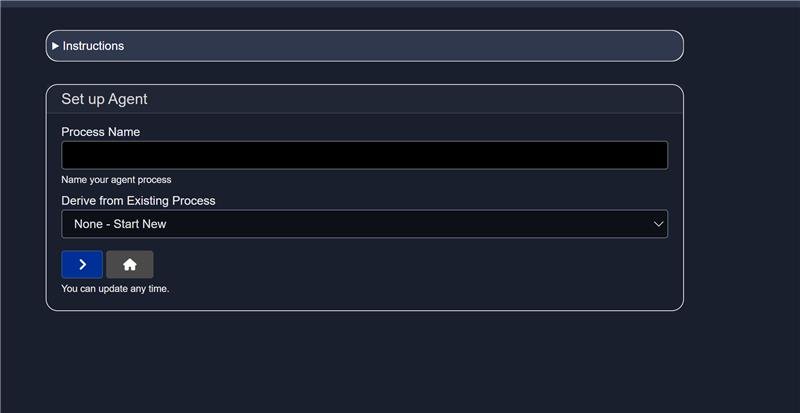 Instructions
Set up Agent
Process Name
Name your agent process
Derive from Existing Process
None - Start New
You can update any time.